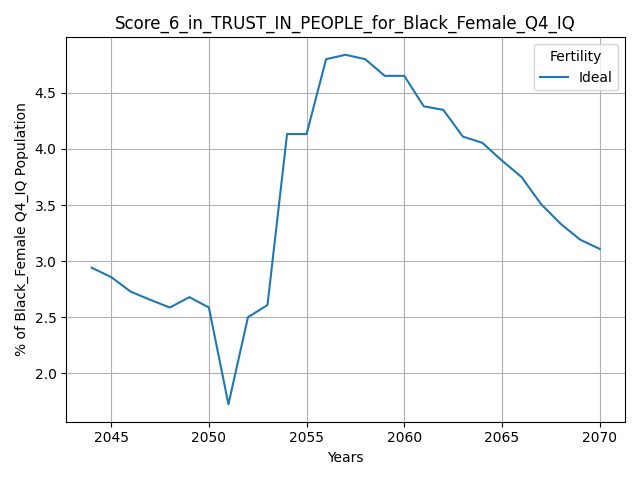 Score_6_in_TRUST_IN_PEOPLE_for_Black_Female_Q4_IQ
Fertility
Ideal
% of Black_Female Q4_IQ Population
4.5
4.0
3.5
3.0
2.5
2.0
2045 2050 2055 2060 2065 2070
Years